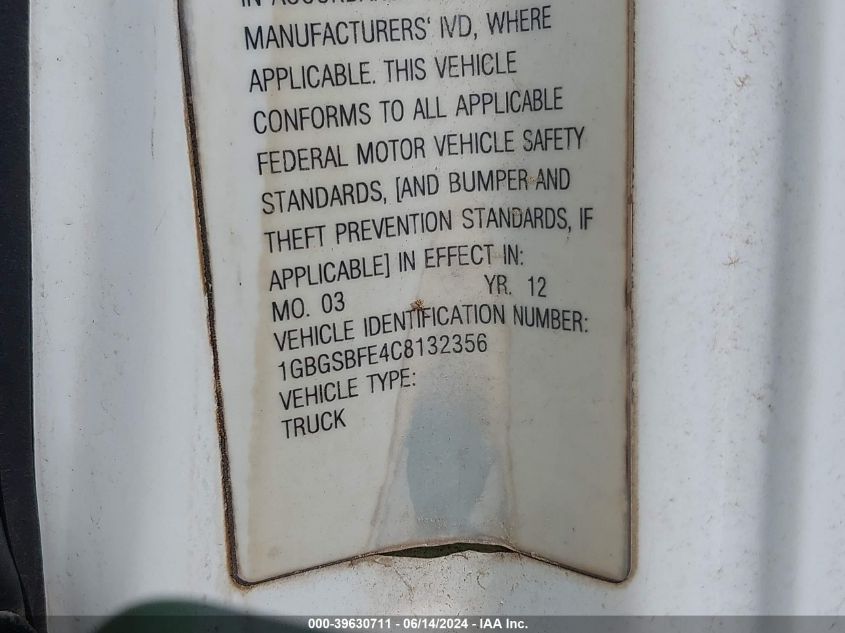 IN
MANUFACTURERS' IVD, WHERE
APPLICABLE. THIS VEHICLE
CONFORMS TO ALL APPLICABLE
FEDERAL MOTOR VEHICLE SAFETY
STANDARDS, [AND BUMPER AND
THEFT PREVENTION STANDARDS, IF
APPLICABLE] IN EFFECT IN:
MO. 03 YR. 12
VEHICLE IDENTIFICATION NUMBER:
1GBGSBFE4C8132356
VEHICLE TYPE:
TRUCK
000-39630711 - 06/14/2024 - IAA Inc.